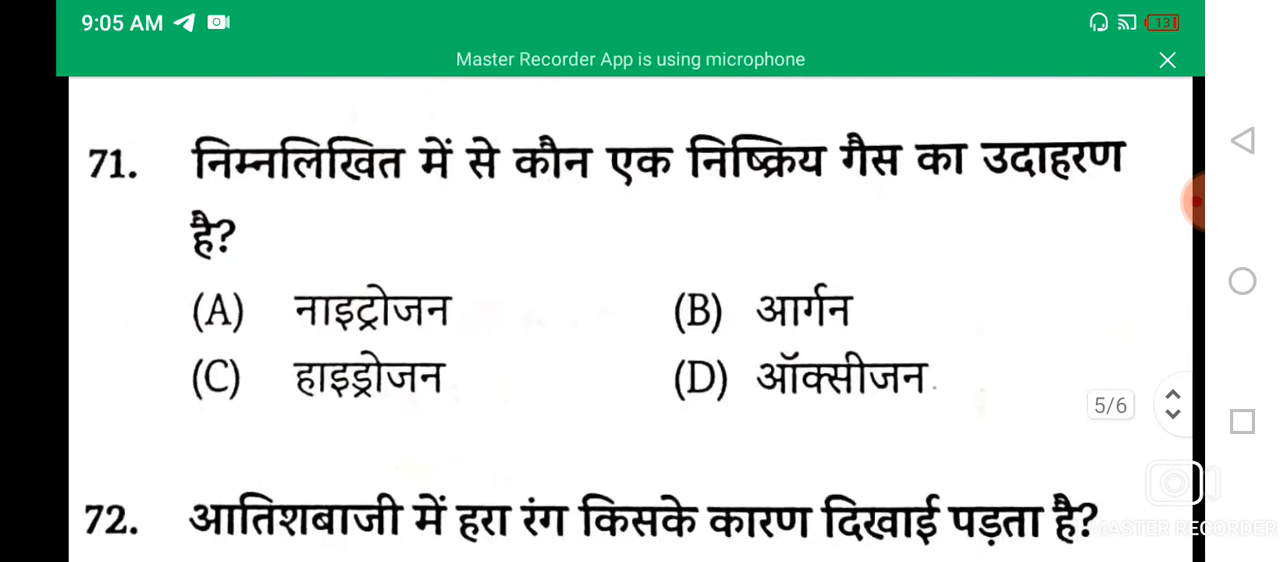 9:05 AM 13
Master Recorder App is using microphone
71. निम्नलिखित में से कौन एक निष्क्रिय गैस का उदाहरण
है?
(A) नाइट्रोजन (B) आर्गन
(C) हाइड्रोजन (D) ऑक्सीजन
5/6
72. आतिशबाजी में हरा रंग किसके कारण दिखाई पड़ता है?
MASTER RECORDER